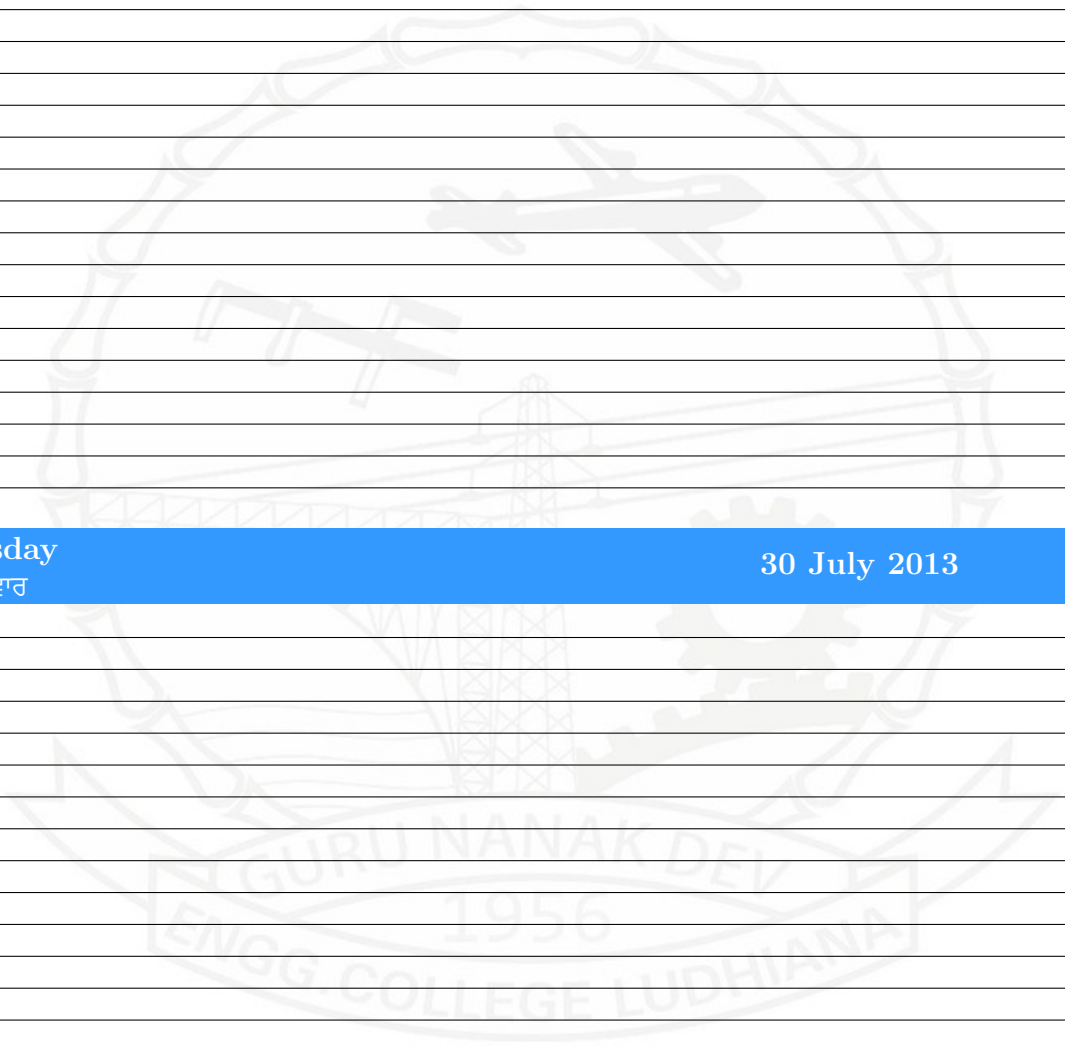 sday
ਵਾਰ
30 July 2013
GURU NANAK DEV
1956
ENGG. COLLEGE LUDHIANA